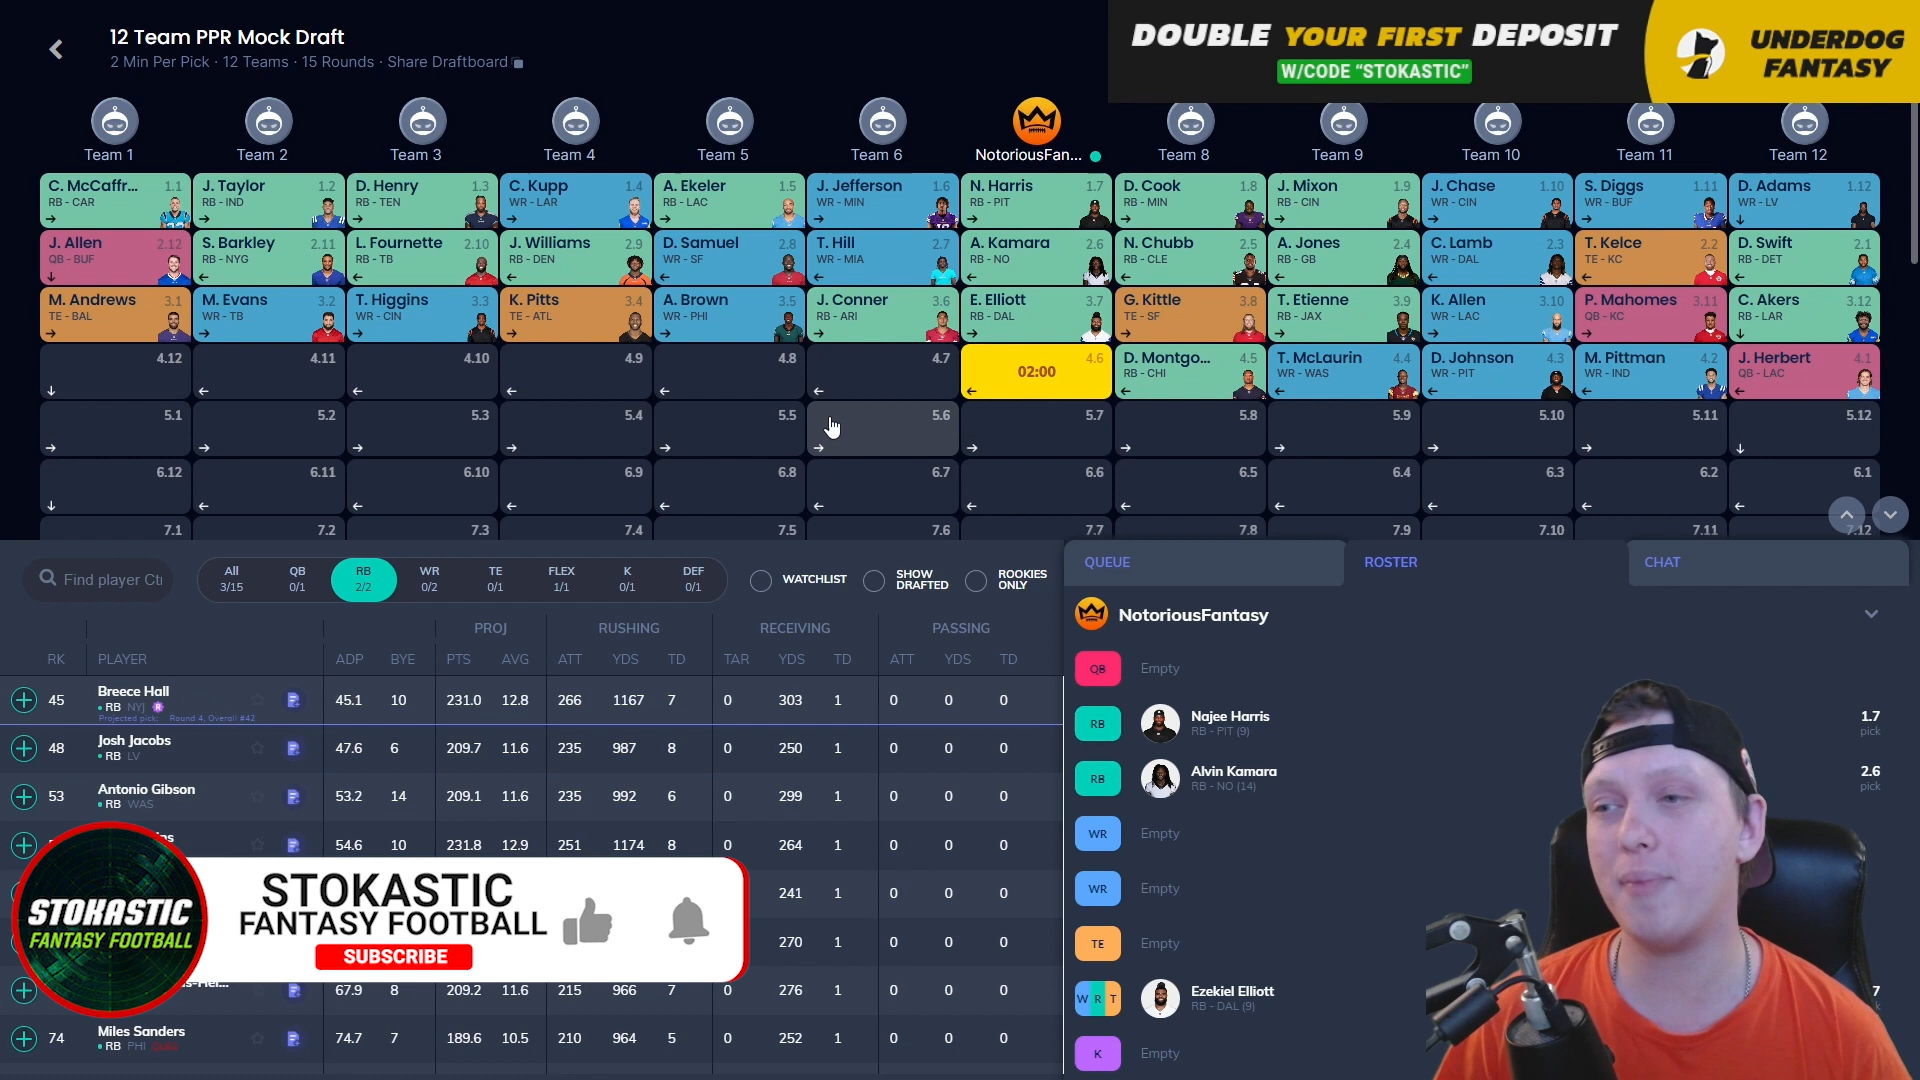 12 Team PPR Mock Draft
2 Min Per Pick · 12 Teams · 15 Rounds · Share Draftboard
DOUBLE YOUR FIRST DEPOSIT
W/CODE "STOKASTIC"
UNDERDOG
FANTASY
Team 1 Team 2 Team 3 Team 4 Team 5 Team 6 NotoriousFan... Team 8 Team 9 Team 10 Team 11 Team 12
C. McCaffr... 1.1 J. Taylor 1.2 D. Henry 1.3 C. Kupp 1.4 A. Ekeler 1.5 J. Jefferson 1.6 N. Harris 1.7 D. Cook 1.8 J. Mixon 1.9 J. Chase 1.10 S. Diggs 1.11 D. Adams 1.12
RB - CAR RB - IND RB - TEN WR - LAR RB - LAC WR - MIN RB - PIT RB - MIN RB - CIN WR - CIN WR - BUF WR - LV
J. Allen 2.12 S. Barkley 2.11 L. Fournette 2.10 J. Williams 2.9 D. Samuel 2.8 T. Hill 2.7 A. Kamara 2.6 N. Chubb 2.5 A. Jones 2.4 C. Lamb 2.3 T. Kelce 2.2 D. Swift 2.1
QB - BUF RB - NYG RB - TB RB - DEN WR - SF WR - MIA RB - NO RB - CLE RB - GB WR - DAL TE - KC RB - DET
M. Andrews 3.1 M. Evans 3.2 T. Higgins 3.3 K. Pitts 3.4 A. Brown 3.5 J. Conner 3.6 E. Elliott 3.7 G. Kittle 3.8 T. Etienne 3.9 K. Allen 3.10 P. Mahomes 3.11 C. Akers 3.12
TE - BAL WR - TB WR - CIN TE - ATL WR - PHI RB - ARI RB - DAL TE - SF RB - JAX WR - LAC QB - KC RB - LAR
4.12 4.11 4.10 4.9 4.8 4.7 02:00 4.6 D. Montgo... 4.5 T. McLaurin 4.4 D. Johnson 4.3 M. Pittman 4.2 J. Herbert 4.1
RB - CHI WR - WAS WR - PIT WR - IND QB - LAC
5.1 5.2 5.3 5.4 5.5 5.6 5.7 5.8 5.9 5.10 5.11 5.12
6.12 6.11 6.10 6.9 6.8 6.7 6.6 6.5 6.4 6.3 6.2 6.1
7.1 7.2 7.3 7.4 7.5 7.6 7.7 7.8 7.9 7.10 7.11 7.12
Find player Ct
All QB RB WR TE FLEX K DEF
3/15 0/1 2/2 0/2 0/1 1/1 0/1 0/1
WATCHLIST
SHOW DRAFTED
ROOKIES ONLY
PROJ RUSHING RECEIVING PASSING
RK PLAYER ADP BYE PTS AVG ATT YDS TD TAR YDS TD ATT YDS TD
45 Breece Hall 45.1 10 231.0 12.8 266 1167 7 0 303 1 0 0 0
RB NYJ R
Projected pick: Round 4, Overall #42
48 Josh Jacobs 47.6 6 209.7 11.6 235 987 8 0 250 1 0 0 0
RB LV
53 Antonio Gibson 53.2 14 209.1 11.6 235 992 6 0 299 1 0 0 0
RB WAS
54.6 10 231.8 12.9 251 1174 8 0 264 1 0 0 0
241 1 0 0 0
270 1 0 0 0
s-Hel... 67.9 8 209.2 11.6 215 966 7 0 276 1 0 0 0
74 Miles Sanders 74.7 7 189.6 10.5 210 964 5 0 252 1 0 0 0
RB PHI
STOKASTIC
FANTASY FOOTBALL
STOKASTIC
FANTASY FOOTBALL
SUBSCRIBE
QUEUE ROSTER CHAT
NotoriousFantasy
QB Empty
RB Najee Harris 1.7
RB - PIT (9) pick
RB Alvin Kamara 2.6
RB - NO (14) pick
WR Empty
WR Empty
TE Empty
W R T Ezekiel Elliott 7
RB - DAL (9)
K Empty